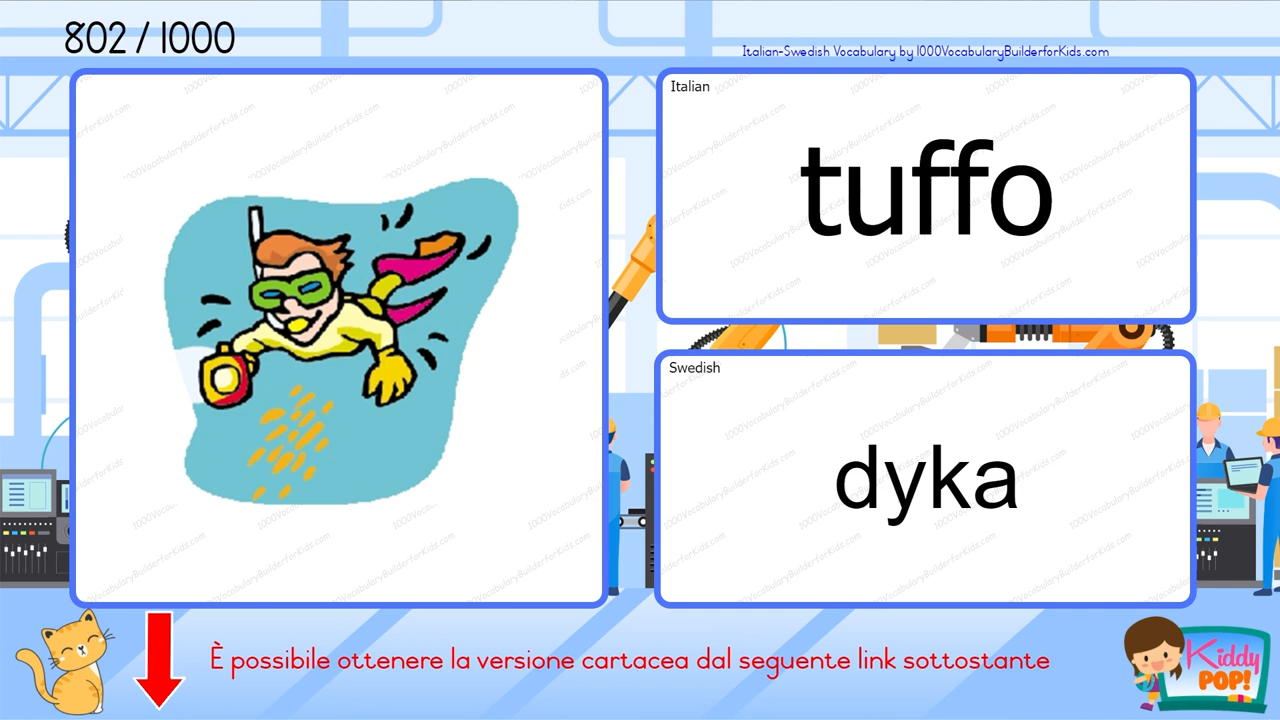 802 / 1000
Italian-Swedish Vocabulary by 1000VocabularyBuilderforKids.com
Italian
tuffo
Swedish
dyka
È possibile ottenere la versione cartacea dal seguente link sottostante
Kiddy
POP!